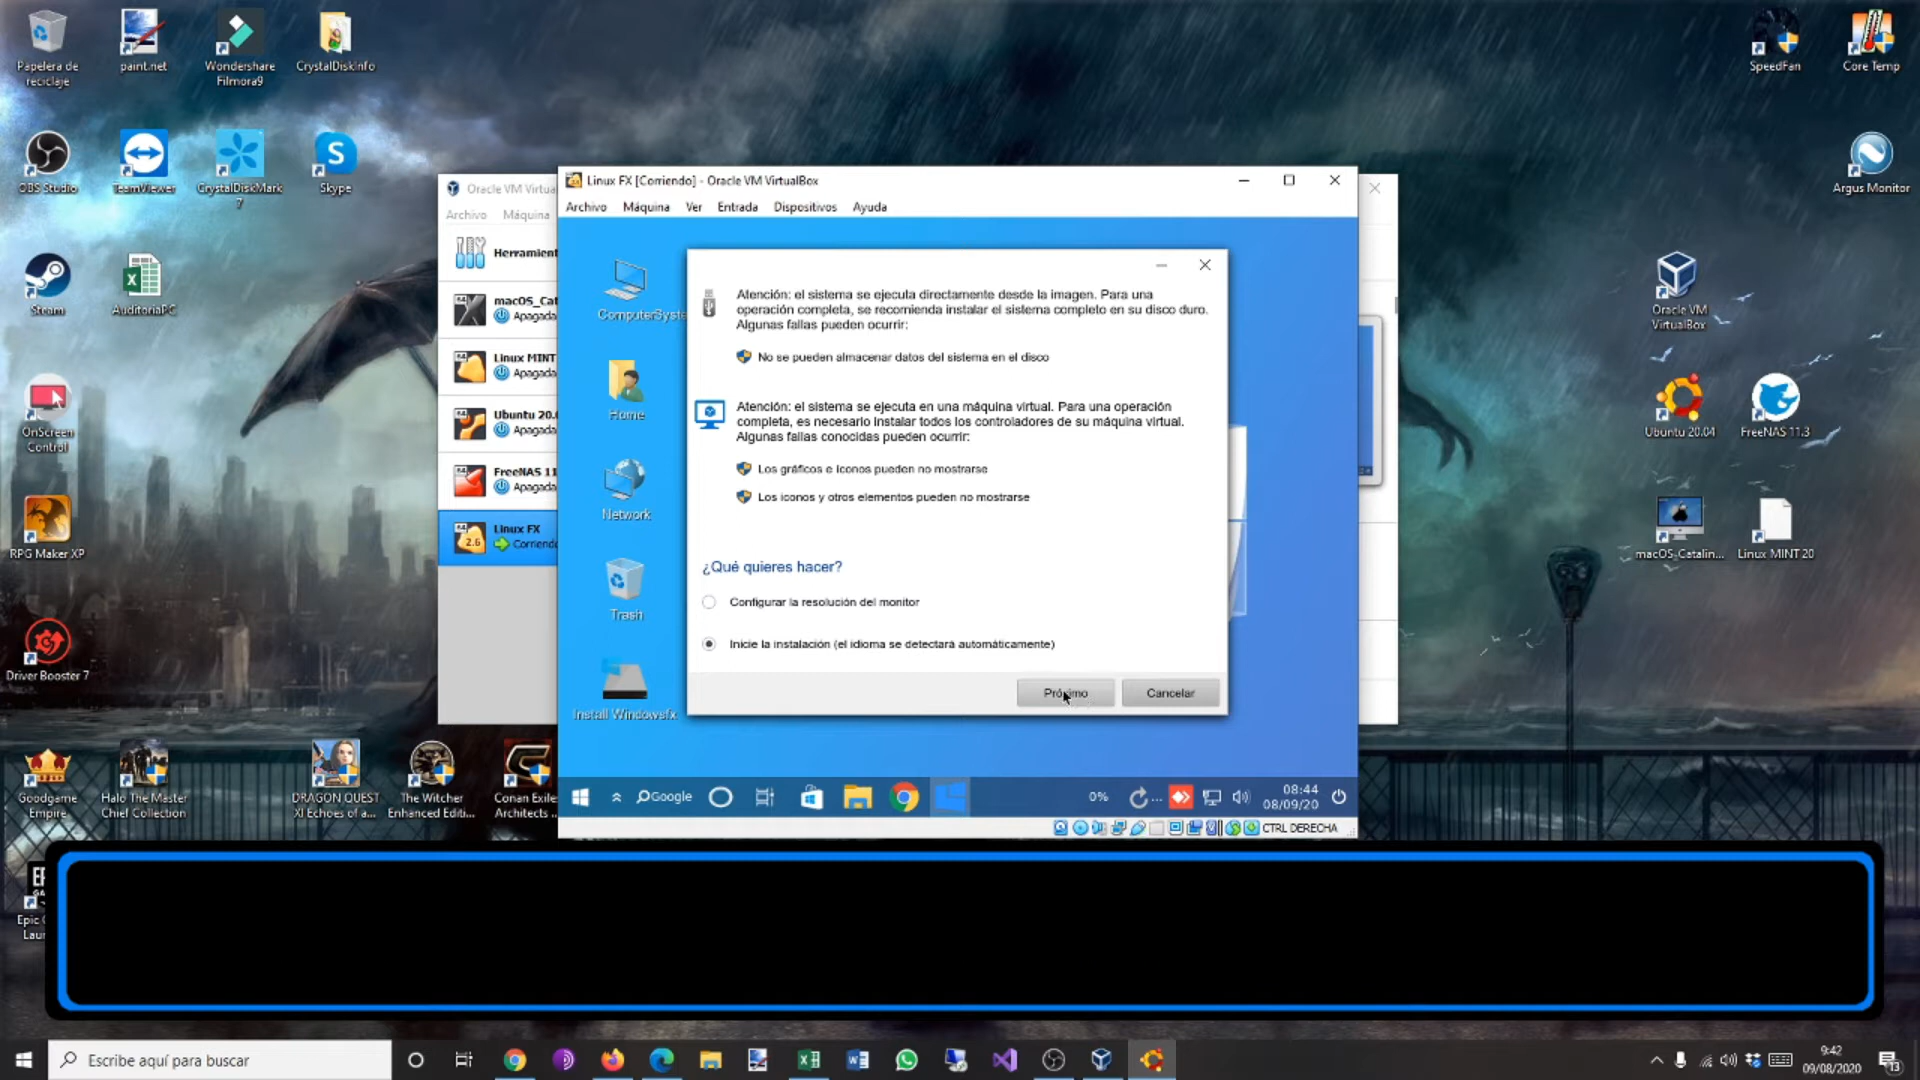 Papelera de
reciclaje
paint.net
Wondershare
Filmora9
CrystalDiskInfo
SpeedFan
Core Temp
OBS Studio
TeamViewer
CrystalDiskMark
7
Skype
Argus Monitor
Steam
AuditoriaPC
Oracle VM
VirtualBox
OnScreen
Control
Ubuntu 20.04
FreeNAS 11.3
RPG Maker XP
macOS_Catalin...
Linux MINT 20
Driver Booster 7
Goodgame
Empire
Halo The Master
Chief Collection
DRAGON QUEST
XI Echoes of a...
The Witcher
Enhanced Editi...
Conan Exile
Architects ...
Epic
Lau
Oracle VM Virtua
Archivo
Máquina
Herramient
macOS_Cat
Apagada
Linux MINT
Apagada
Ubuntu 20.0
Apagada
FreeNAS 11
Apagada
Linux FX
Corriendo
Linux FX [Corriendo] - Oracle VM VirtualBox
Archivo Máquina Ver Entrada Dispositivos Ayuda
ComputerSyste
Home
Network
Trash
Install Windowsfx
Atención: el sistema se ejecuta directamente desde la imagen. Para una
operación completa, se recomienda instalar el sistema completo en su disco duro.
Algunas fallas pueden ocurrir:
No se pueden almacenar datos del sistema en el disco
Atención: el sistema se ejecuta en una máquina virtual. Para una operación
completa, es necesario instalar todos los controladores de su máquina virtual.
Algunas fallas conocidas pueden ocurrir:
Los gráficos e íconos pueden no mostrarse
Los iconos y otros elementos pueden no mostrarse
¿Qué quieres hacer?
Configurar la resolución del monitor
Inicie la instalación (el idioma se detectará automáticamente)
Próximo
Cancelar
Google
0%
...
08:44
08/09/20
CTRL DERECHA
Escribe aquí para buscar
9:42
09/08/2020
13